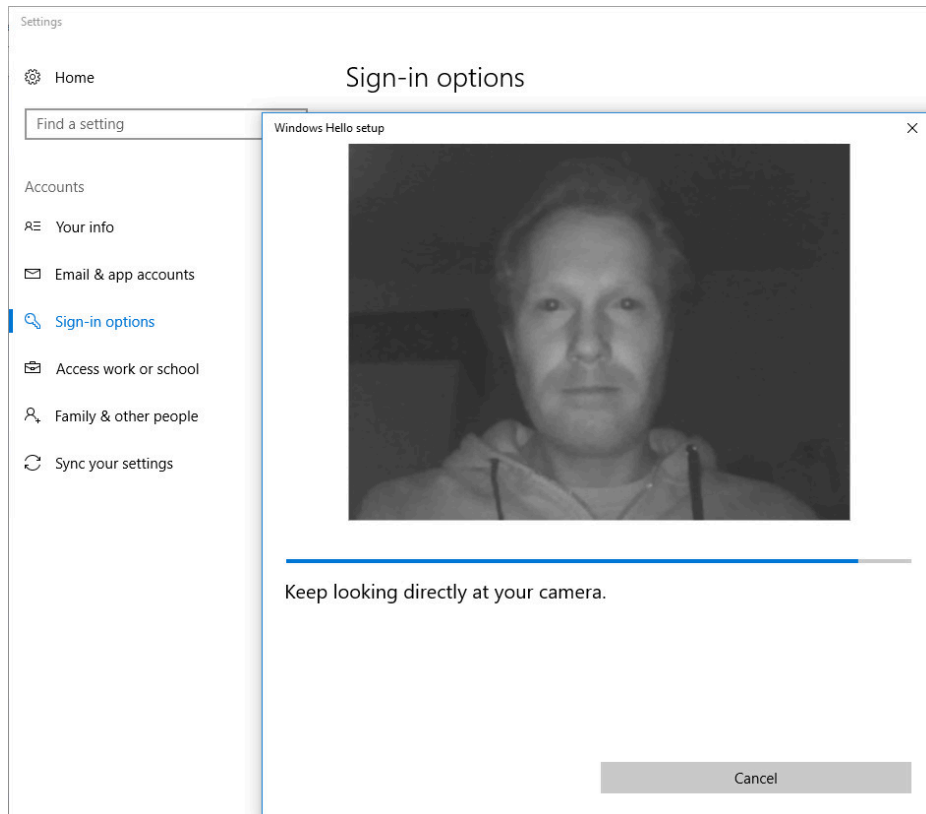 Settings
Home
Find a setting
Accounts
Your info
Email & app accounts
Sign-in options
Access work or school
Family & other people
Sync your settings
Sign-in options
Windows Hello setup
Keep looking directly at your camera.
Cancel